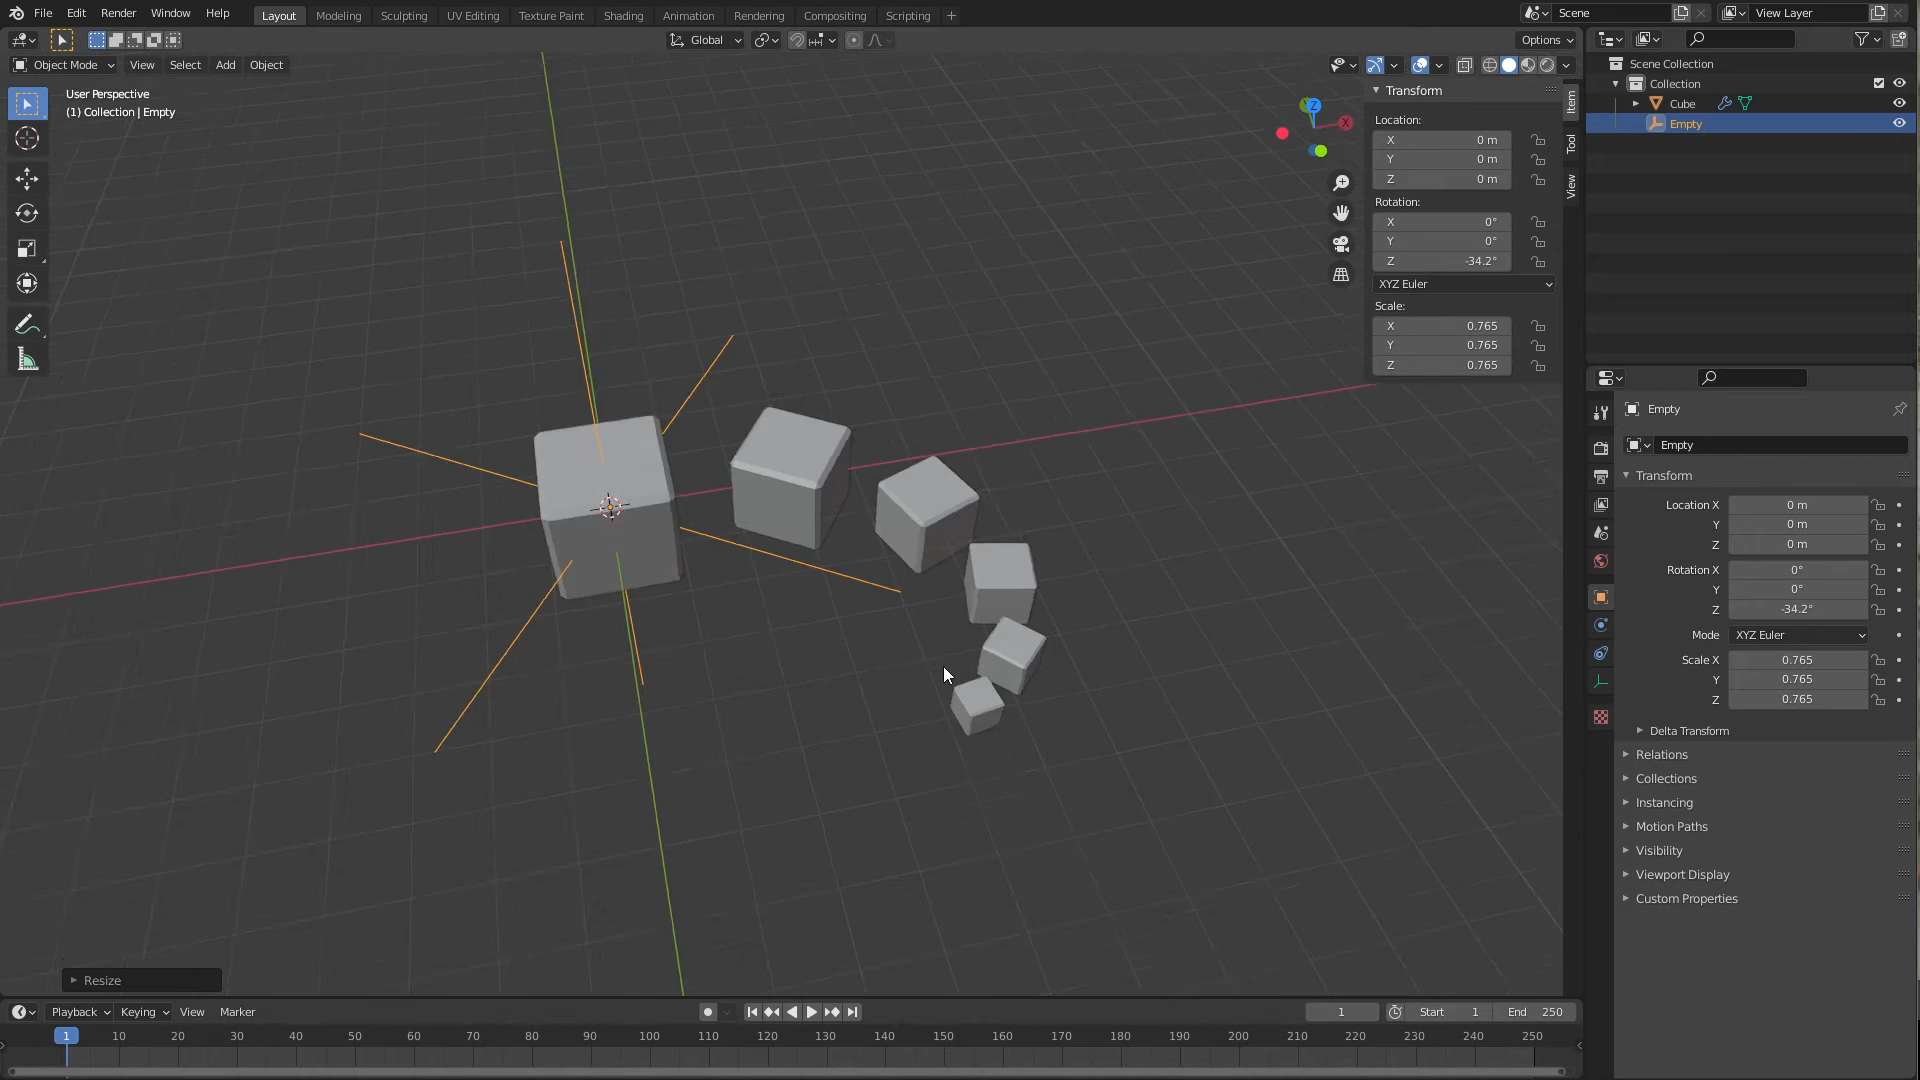 File Edit Render Window Help Layout Modeling Sculpting UV Editing Texture Paint Shading Animation Rendering Compositing Scripting + Scene View Layer
Global Options
Object Mode View Select Add Object
User Perspective
(1) Collection | Empty
Z X
Transform
Location:
X 0 m
Y 0 m
Z 0 m
Rotation:
X 0°
Y 0°
Z -34.2°
XYZ Euler
Scale:
X 0.765
Y 0.765
Z 0.765
Item
Tool
View
Scene Collection
Collection
Cube
Empty
Empty
Empty
Transform
Location X 0 m
Y 0 m
Z 0 m
Rotation X 0°
Y 0°
Z -34.2°
Mode XYZ Euler
Scale X 0.765
Y 0.765
Z 0.765
Delta Transform
Relations
Collections
Instancing
Motion Paths
Visibility
Viewport Display
Custom Properties
Resize
Playback Keying View Marker 1 Start 1 End 250
1 10 20 30 40 50 60 70 80 90 100 110 120 130 140 150 160 170 180 190 200 210 220 230 240 250